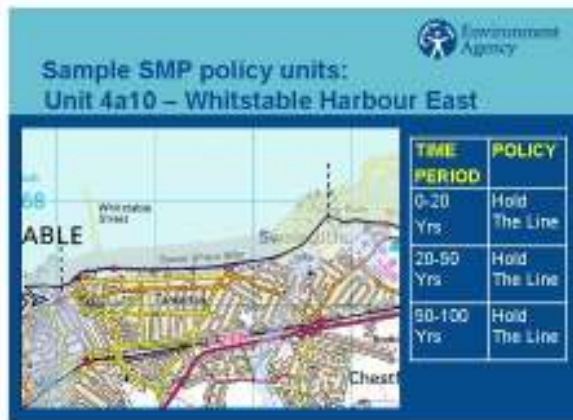 Environment
Agency
Sample SMP policy units:
Unit 4a10 – Whitstable Harbour East
TIME PERIOD POLICY
0-20 Yrs Hold The Line
20-50 Yrs Hold The Line
50-100 Yrs Hold The Line
68
Whitstable
Street
ABLE
Tankerton
Chestf